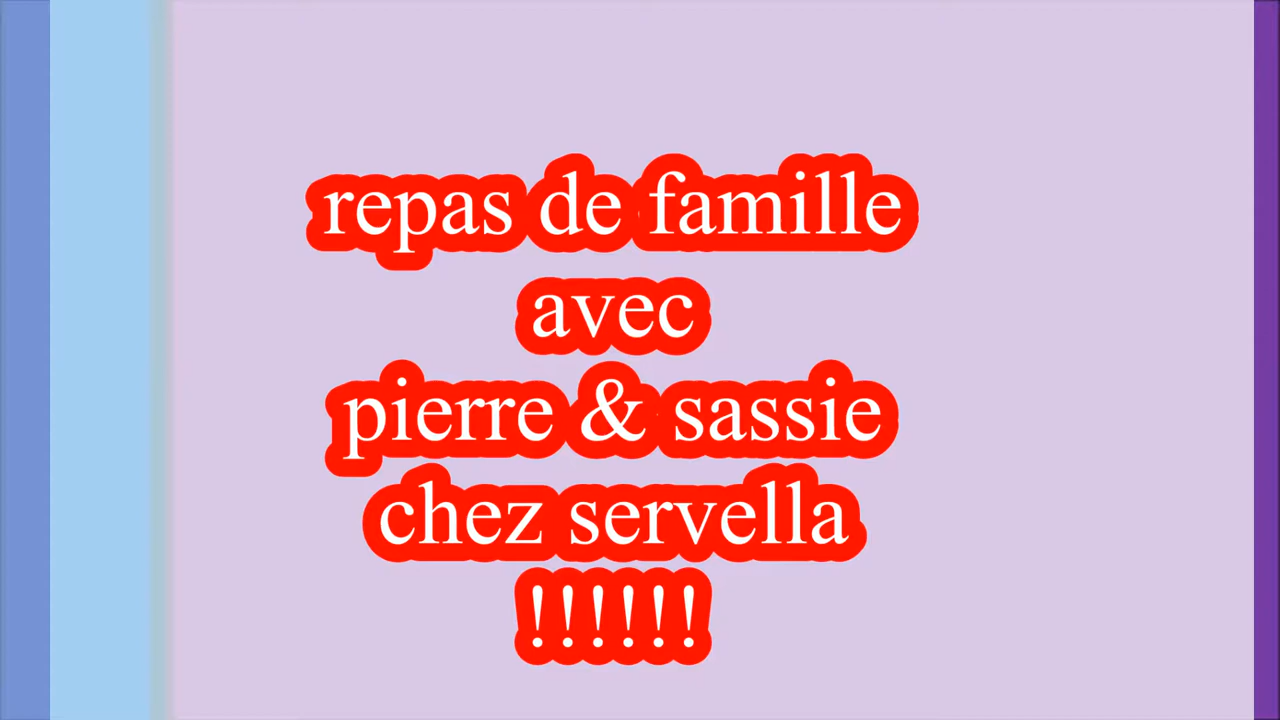 repas de famille
avec
pierre & sassie
chez servella
!!!!!!